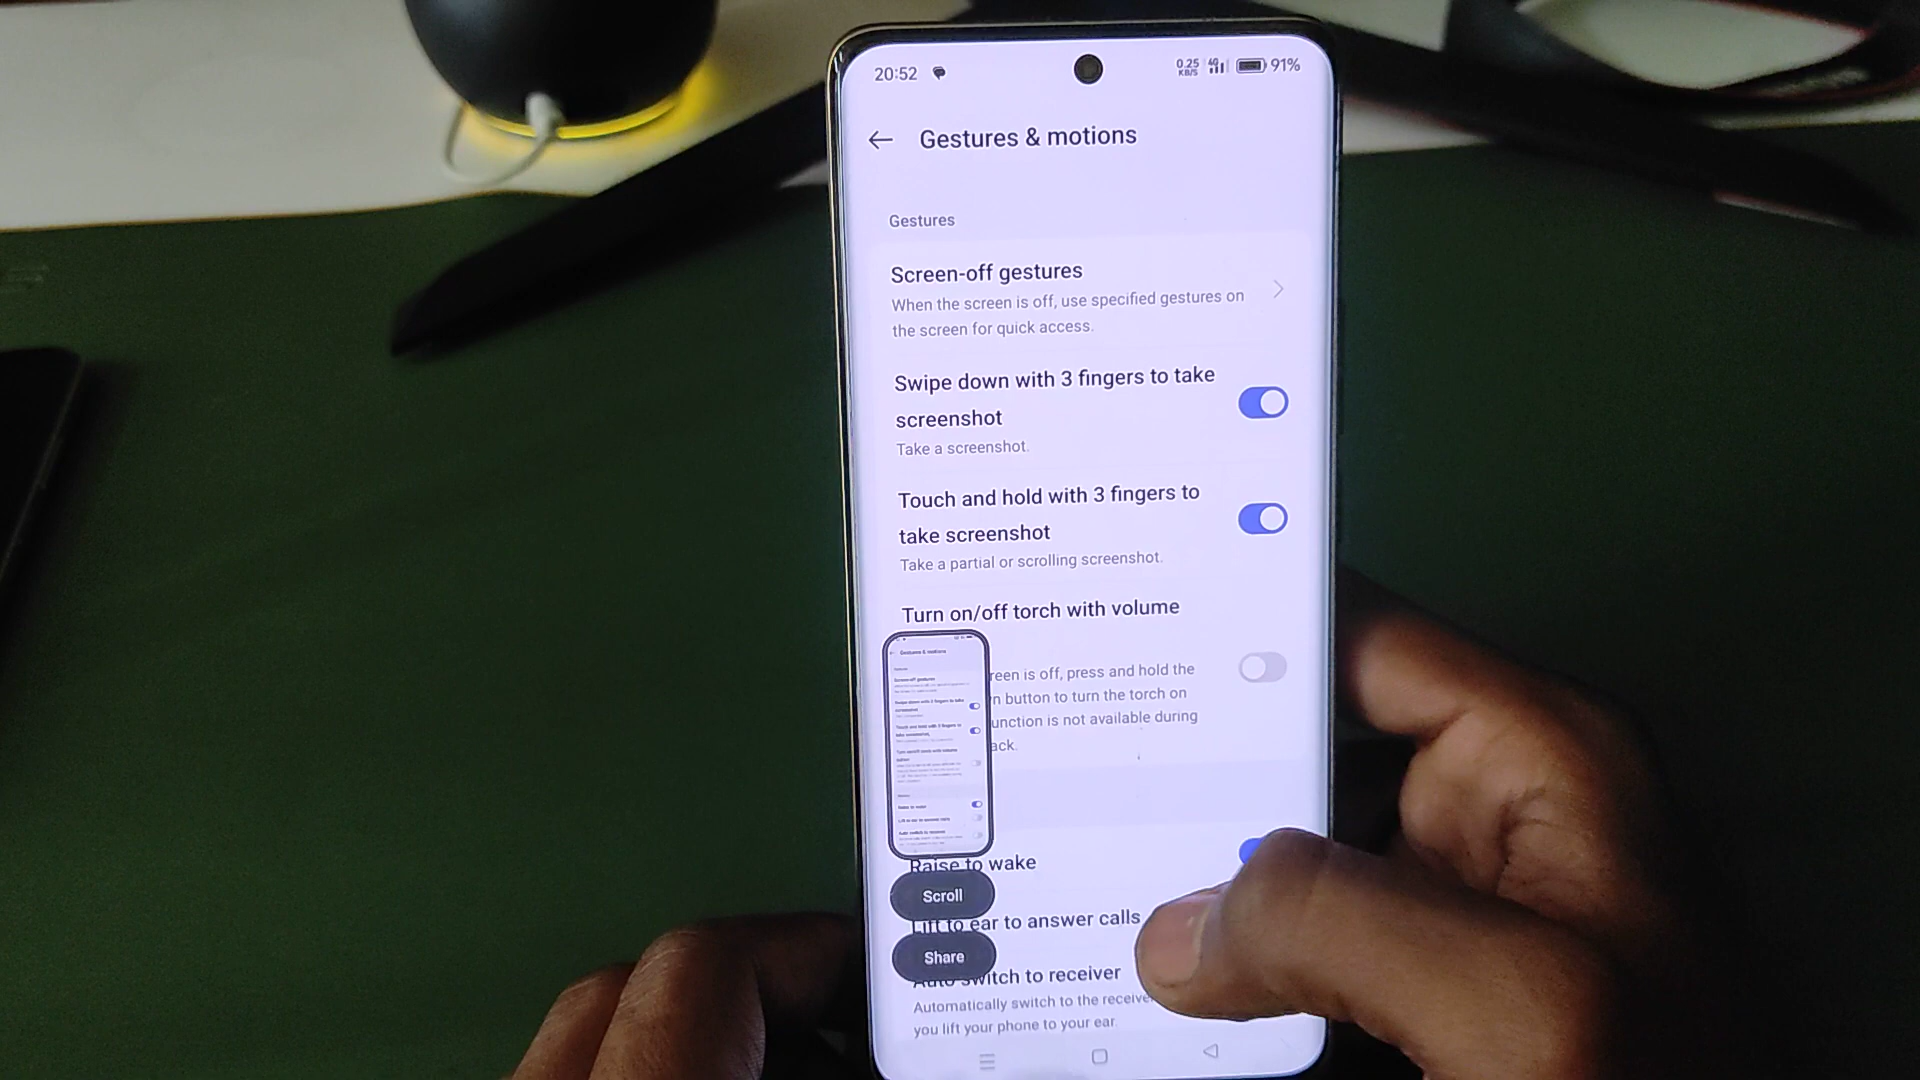 20:52
0.25 KB/S 4G 91%
Gestures & motions
Gestures
Screen-off gestures
When the screen is off, use specified gestures on
the screen for quick access.
Swipe down with 3 fingers to take
screenshot
Take a screenshot.
Touch and hold with 3 fingers to
take screenshot
Take a partial or scrolling screenshot.
Turn on/off torch with volume
reen is off, press and hold the
n button to turn the torch on
unction is not available during
ack.
Gestures & motions
Raise to wake
Scroll
Lift to ear to answer calls
Share
Auto switch to receiver
Automatically switch to the receive
you lift your phone to your ear.